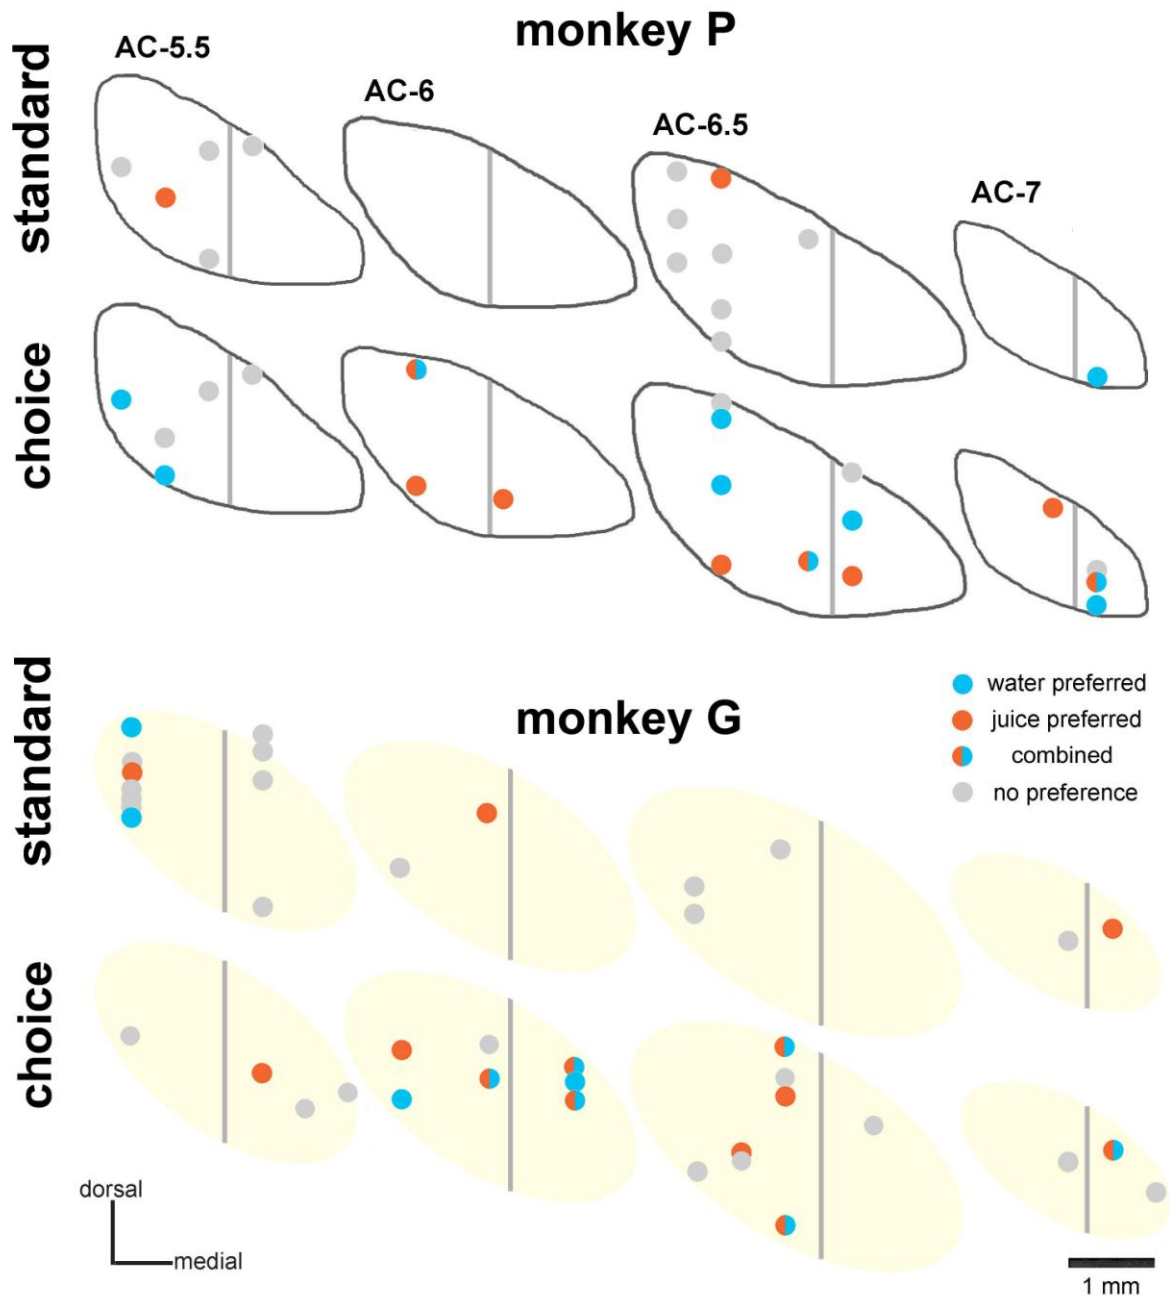 monkey P
standard
AC-5.5
AC-6
AC-6.5
AC-7
choice
monkey G
standard
water preferred
juice preferred
combined
no preference
choice
dorsal
medial
1 mm